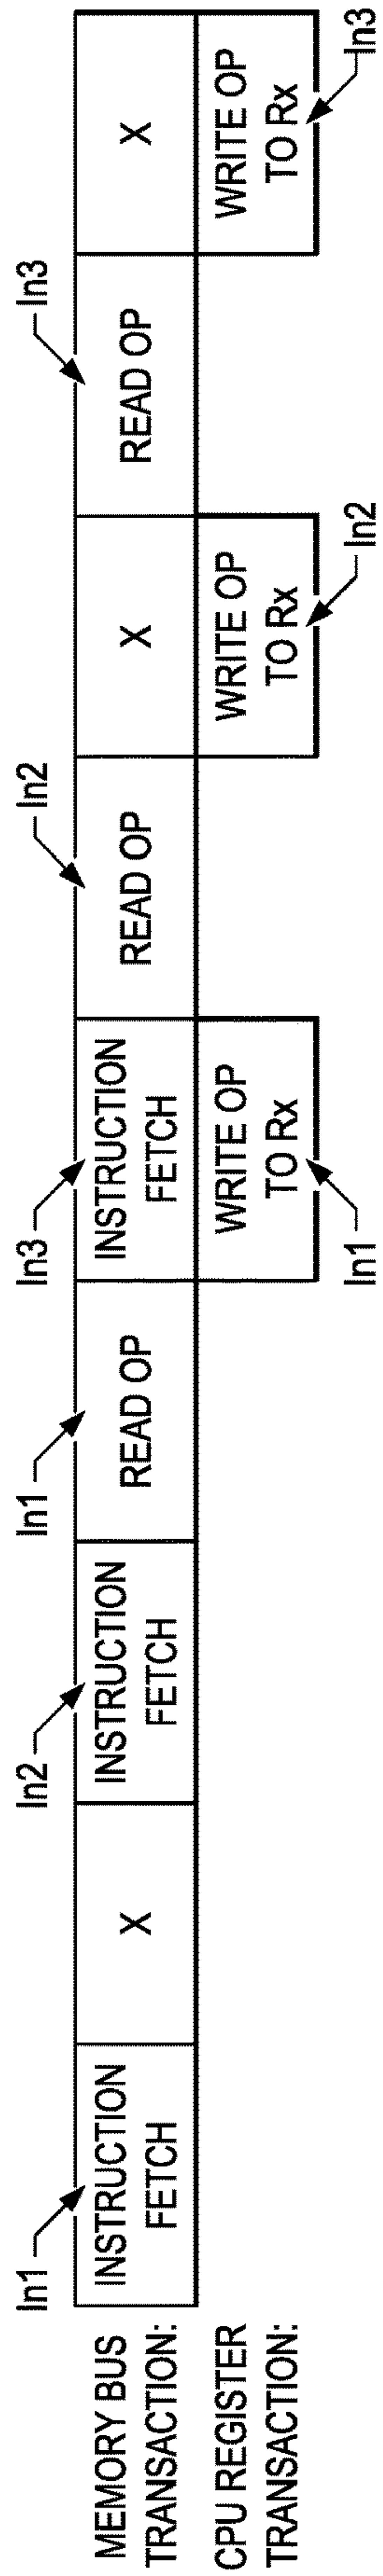 In1
In2
In1
In3
In2
In3
MEMORY BUS
TRANSACTION:
INSTRUCTION
FETCH
X
INSTRUCTION
FETCH
READ OP
INSTRUCTION
FETCH
READ OP
X
READ OP
X
CPU REGISTER
TRANSACTION:
WRITE OP
TO Rx
WRITE OP
TO Rx
WRITE OP
TO Rx
In1
In2
In3